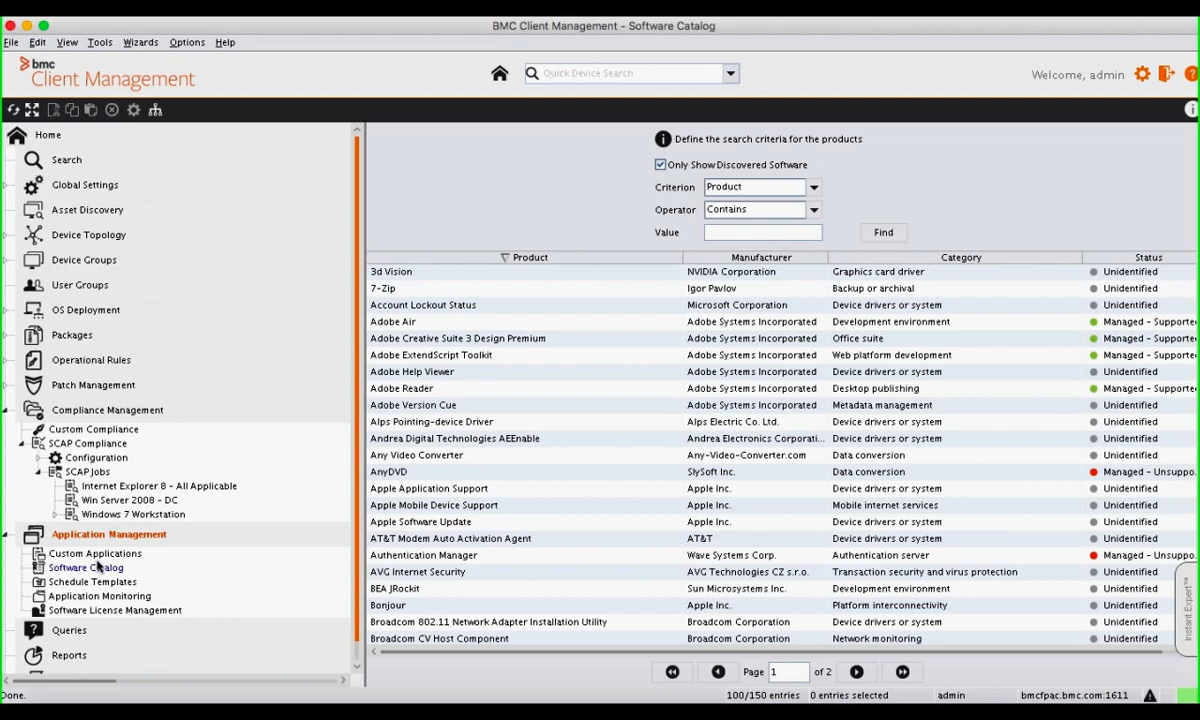 BMC Client Management - Software Catalog
File Edit View Tools Wizards Options Help
bmc
Client Management
Quick Device Search
Welcome, admin
Home
Search
Global Settings
Asset Discovery
Device Topology
Device Groups
User Groups
OS Deployment
Packages
Operational Rules
Patch Management
Compliance Management
Custom Compliance
SCAP Compliance
Configuration
SCAP Jobs
Internet Explorer 8 - All Applicable
Win Server 2008 - DC
Windows 7 Workstation
Application Management
Custom Applications
Software Catalog
Schedule Templates
Application Monitoring
Software License Management
Queries
Reports
Define the search criteria for the products
Only Show Discovered Software
Criterion Product
Operator Contains
Value Find
Product Manufacturer Category Status
3d Vision NVIDIA Corporation Graphics card driver Unidentified
7-Zip Igor Pavlov Backup or archival Unidentified
Account Lockout Status Microsoft Corporation Device drivers or system Unidentified
Adobe Air Adobe Systems Incorporated Development environment Managed - Supporte
Adobe Creative Suite 3 Design Premium Adobe Systems Incorporated Office suite Managed - Supporte
Adobe ExtendScript Toolkit Adobe Systems Incorporated Web platform development Managed - Supporte
Adobe Help Viewer Adobe Systems Incorporated Device drivers or system Unidentified
Adobe Reader Adobe Systems Incorporated Desktop publishing Managed - Supporte
Adobe Version Cue Adobe Systems Incorporated Metadata management Unidentified
Alps Pointing-device Driver Alps Electric Co. Ltd. Device drivers or system Unidentified
Andrea Digital Technologies AEEnable Andrea Electronics Corporati... Device drivers or system Unidentified
Any Video Converter Any-Video-Converter.com Data conversion Unidentified
AnyDVD SlySoft Inc. Data conversion Managed - Unsuppo.
Apple Application Support Apple Inc. Device drivers or system Unidentified
Apple Mobile Device Support Apple Inc. Mobile internet services Unidentified
Apple Software Update Apple Inc. Device drivers or system Unidentified
AT&T Modem Auto Activation Agent AT&T Device drivers or system Unidentified
Authentication Manager Wave Systems Corp. Authentication server Managed - Unsuppo.
AVG Internet Security AVG Technologies CZ s.r.o. Transaction security and virus protection Unidentified
BEA JRockit Sun Microsystems Inc. Development environment Unidentified
Bonjour Apple Inc. Platform interconnectivity Unidentified
Broadcom 802.11 Network Adapter Installation Utility Broadcom Corporation Device drivers or system Unidentified
Broadcom CV Host Component Broadcom Corporation Network monitoring Unidentified
Instant Expert™
Page 1 of 2
Done. 100/150 entries 0 entries selected admin bmcfpac.bmc.com:1611